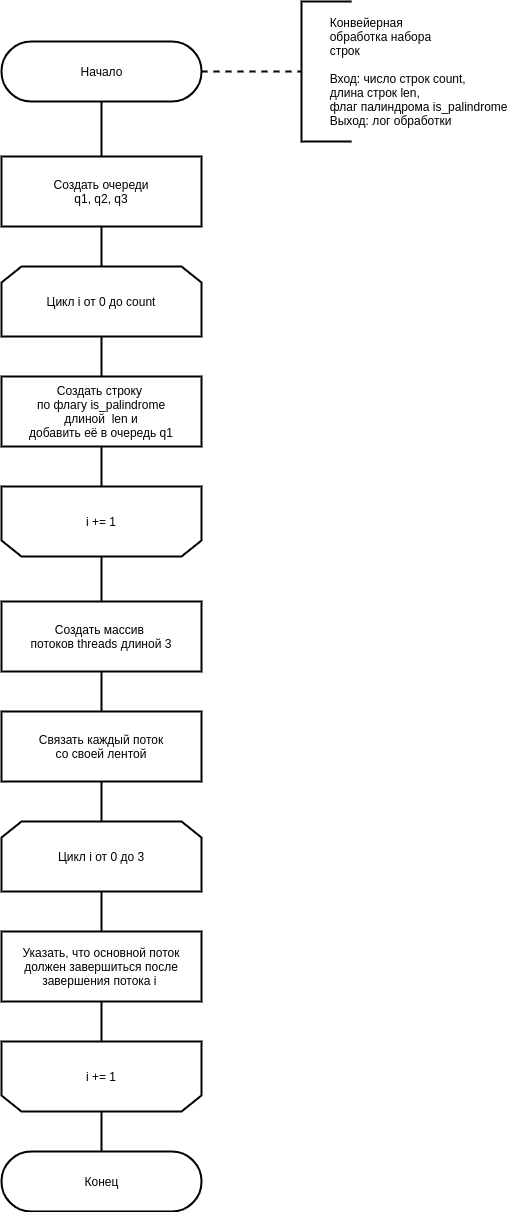 Начало
Конвейерная
обработка набора
строк
Вход: число строк count,
длина строк len,
флаг палиндрома is_palindrome
Выход: лог обработки
Создать очереди
q1, q2, q3
Цикл i от 0 до count
Создать строку
по флагу is_palindrome
длиной len и
добавить её в очередь q1
i += 1
Создать массив
потоков threads длиной 3
Связать каждый поток
со своей лентой
Цикл i от 0 до 3
Указать, что основной поток
должен завершиться после
завершения потока i
i += 1
Конец